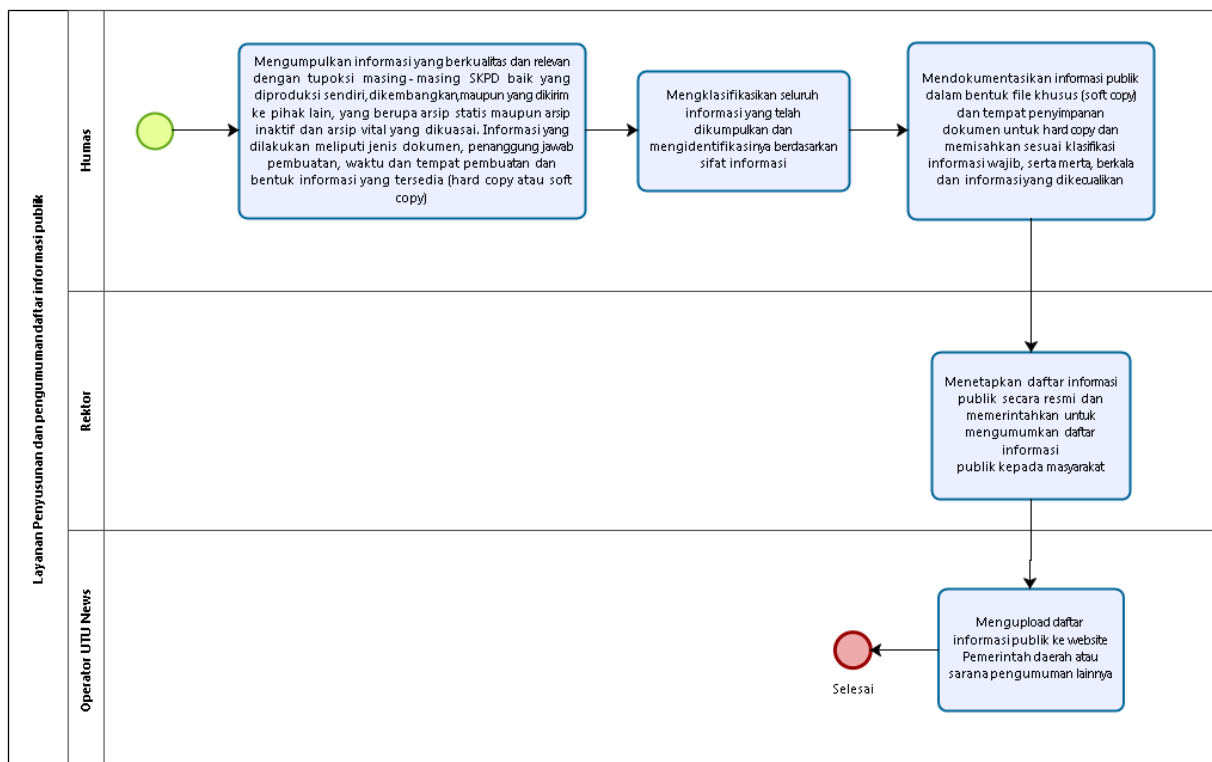 Layanan Penyusunan dan pengumuman daftar informasi publik
Humas
Mengumpulkan informasi yang berkualitas dan relevan
dengan tupoksi masing-masing SKPD baik yang
diproduksi sendiri, dikembangkan, maupun yang dikirim
ke pihak lain, yang berupa arsip statis maupun arsip
inaktif dan arsip vital yang dikuasai. Informasi yang
dilakukan meliputi jenis dokumen, penanggung jawab
pembuatan, waktu dan tempat pembuatan dan
bentuk informasi yang tersedia (hard copy atau soft
copy)
Mengklasifikasikan seluruh
informasi yang telah
dikumpulkan dan
mengidentifikasinya berdasarkan
sifat informasi
Mendokumentasikan informasi publik
dalam bentuk file khusus (soft copy)
dan tempat penyimpanan
dokumen untuk hard copy dan
memisahkan sesuai klasifikasi
informasi wajib, serta merta, berkala
dan informasi yang dikecualikan
Rektor
Menetapkan daftar informasi
publik secara resmi dan
memerintahkan untuk
mengumumkan daftar
informasi
publik kepada masyarakat
Operator UTU News
Mengupload daftar
informasi publik ke website
Pemerintah daerah atau
sarana pengumuman lainnya
Selesai